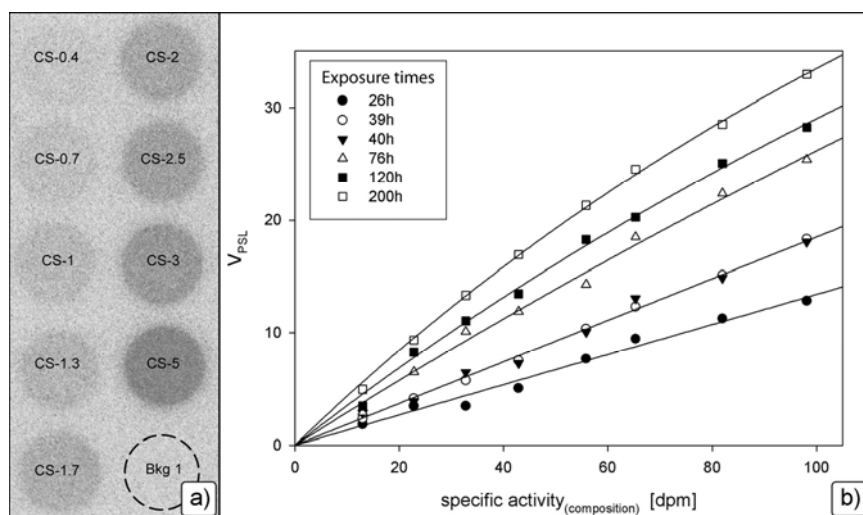 CS-0.4
CS-2
CS-0.7
CS-2.5
CS-1
CS-3
CS-1.3
CS-5
CS-1.7
Bkg 1
a)
Exposure times
26h
39h
40h
76h
120h
200h
30
20
10
0
V_PSL
0 20 40 60 80 100
specific activity(composition) [dpm]
b)